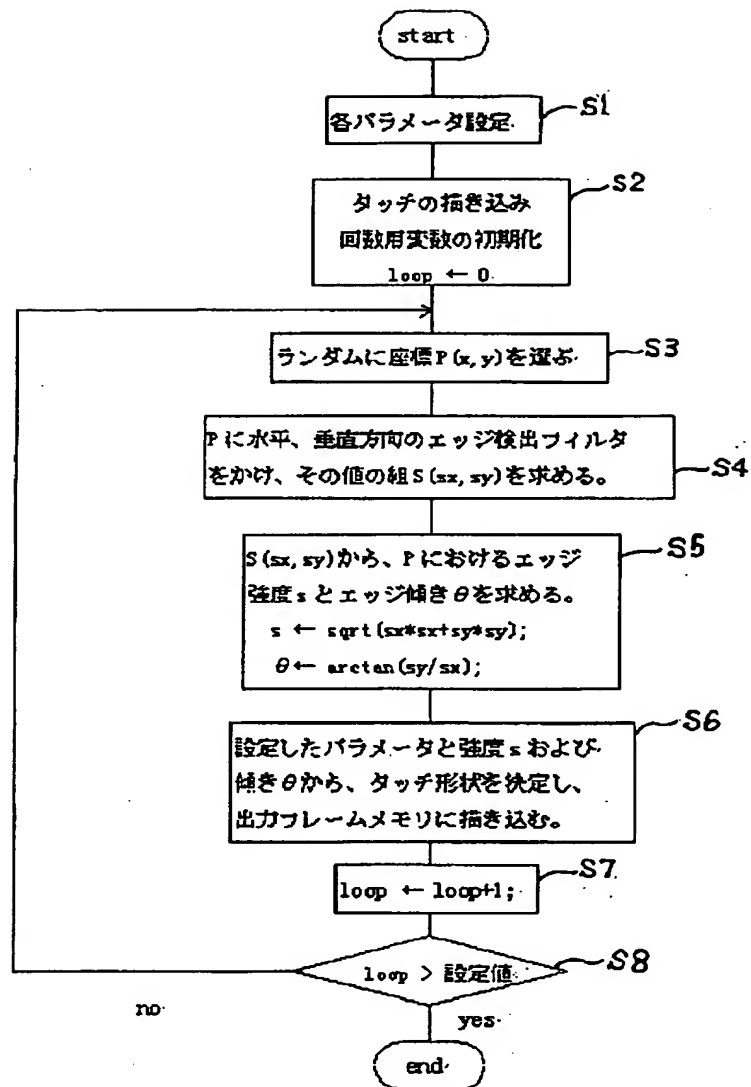 start
各パラメータ設定
S1
タッチの描き込み
回数用変数の初期化
loop ← 0
S2
ランダムに座標P(x,y)を選ぶ
S3
Pに水平、垂直方向のエッジ検出フィルタ
をかけ、その値の組S(sx,sy)を求める。
S4
S(sx,sy)から、Pにおけるエッジ
強度sとエッジ傾きθを求める。
s ← sqrt(sx*sx+sy*sy);
θ← arctan(sy/sx);
S5
設定したパラメータと強度sおよび
傾きθから、タッチ形状を決定し、
出力フレームメモリに描き込む。
S6
loop ← loop+1;
S7
loop > 設定値
S8
no
yes
end